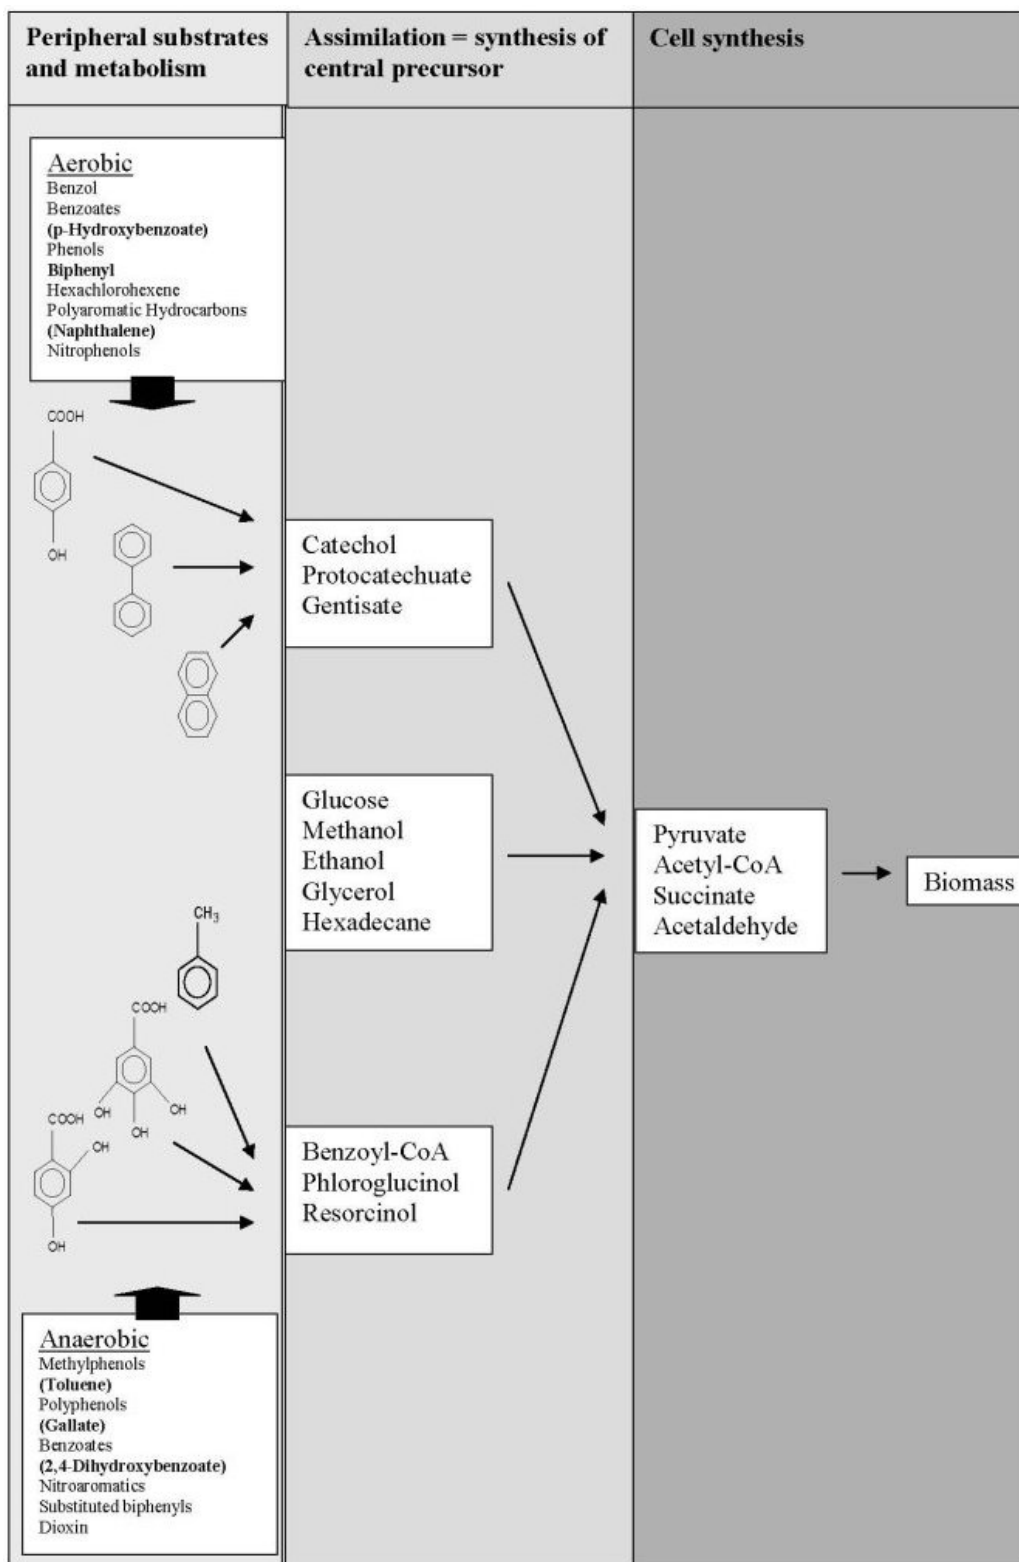 Peripheral substrates
and metabolism
Assimilation = synthesis of
central precursor
Cell synthesis
Aerobic
Benzol
Benzoates
(p-Hydroxybenzoate)
Phenols
Biphenyl
Hexachlorohexene
Polyaromatic Hydrocarbons
(Naphthalene)
Nitrophenols
COOH
OH
Catechol
Protocatechuate
Gentisate
Glucose
Methanol
Ethanol
Glycerol
Hexadecane
Pyruvate
Acetyl-CoA
Succinate
Acetaldehyde
Biomass
CH3
COOH
OH
OH
OH
COOH
OH
OH
Benzoyl-CoA
Phloroglucinol
Resorcinol
Anaerobic
Methylphenols
(Toluene)
Polyphenols
(Gallate)
Benzoates
(2,4-Dihydroxybenzoate)
Nitroaromatics
Substituted biphenyls
Dioxin